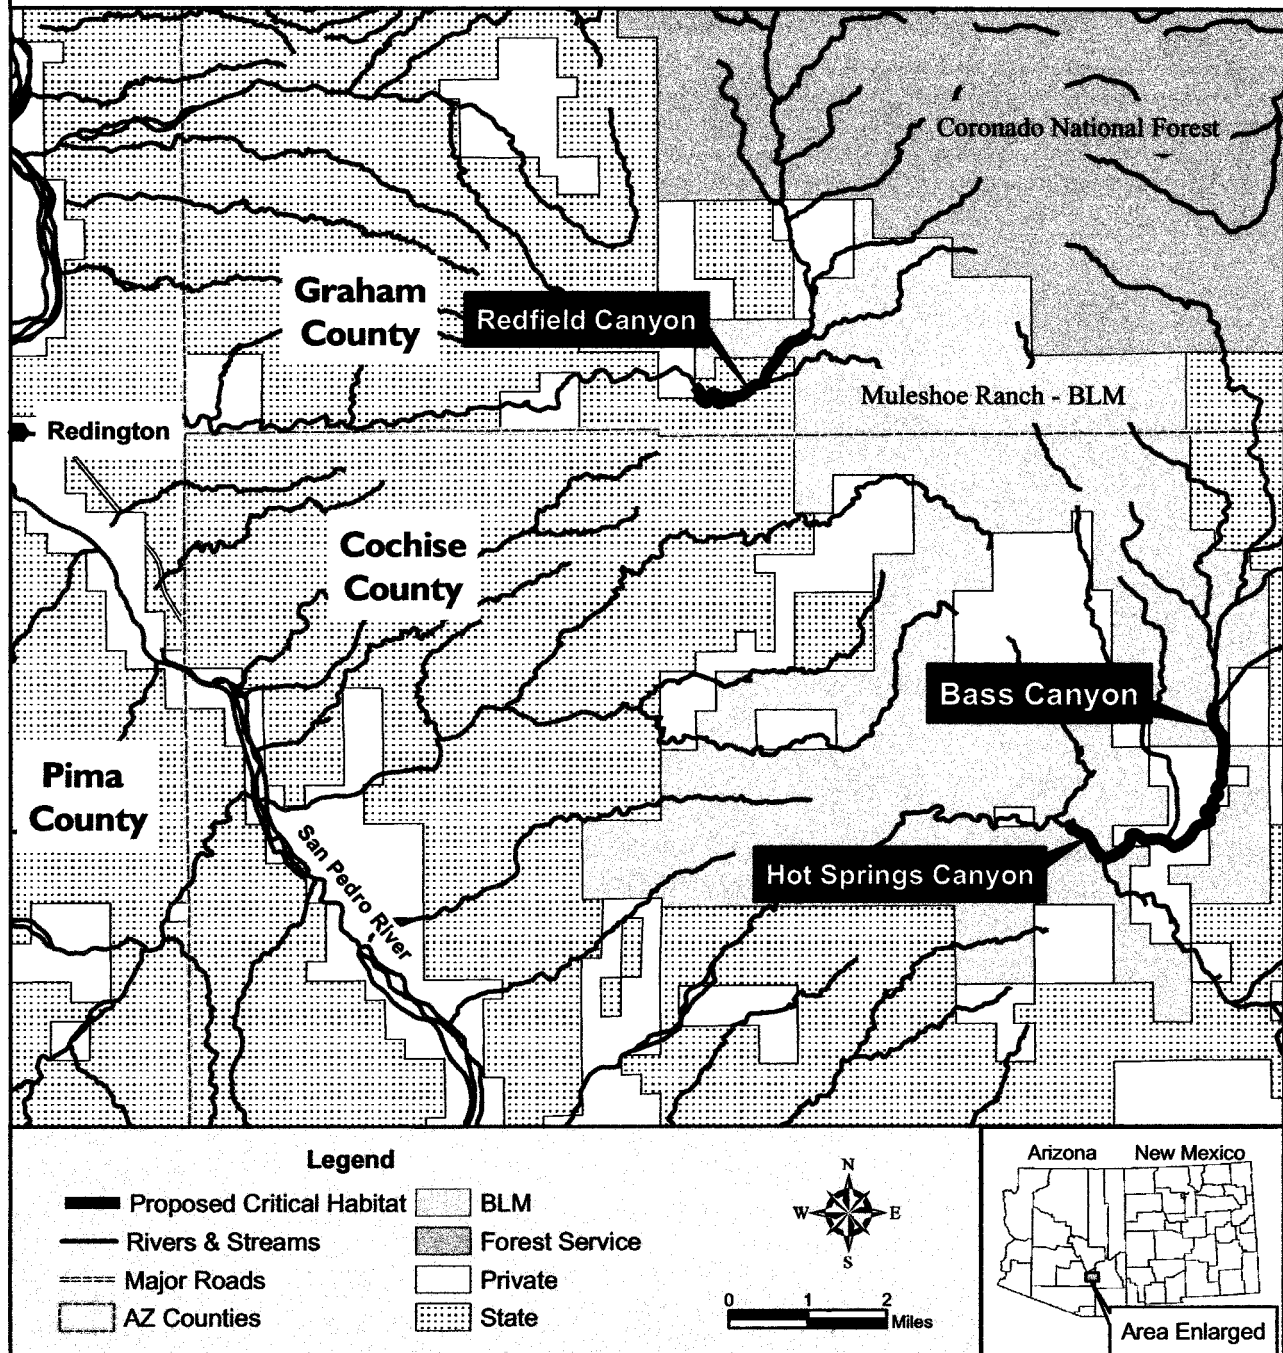 Coronado National Forest
Graham
County
Redfield Canyon
Muleshoe Ranch - BLM
Redington
Cochise
County
Bass Canyon
Pima
County
San Pedro River
Hot Springs Canyon
Legend
Proposed Critical Habitat
Rivers & Streams
Major Roads
AZ Counties
BLM
Forest Service
Private
State
N
W E
S
0 1 2
Miles
Arizona New Mexico
Area Enlarged